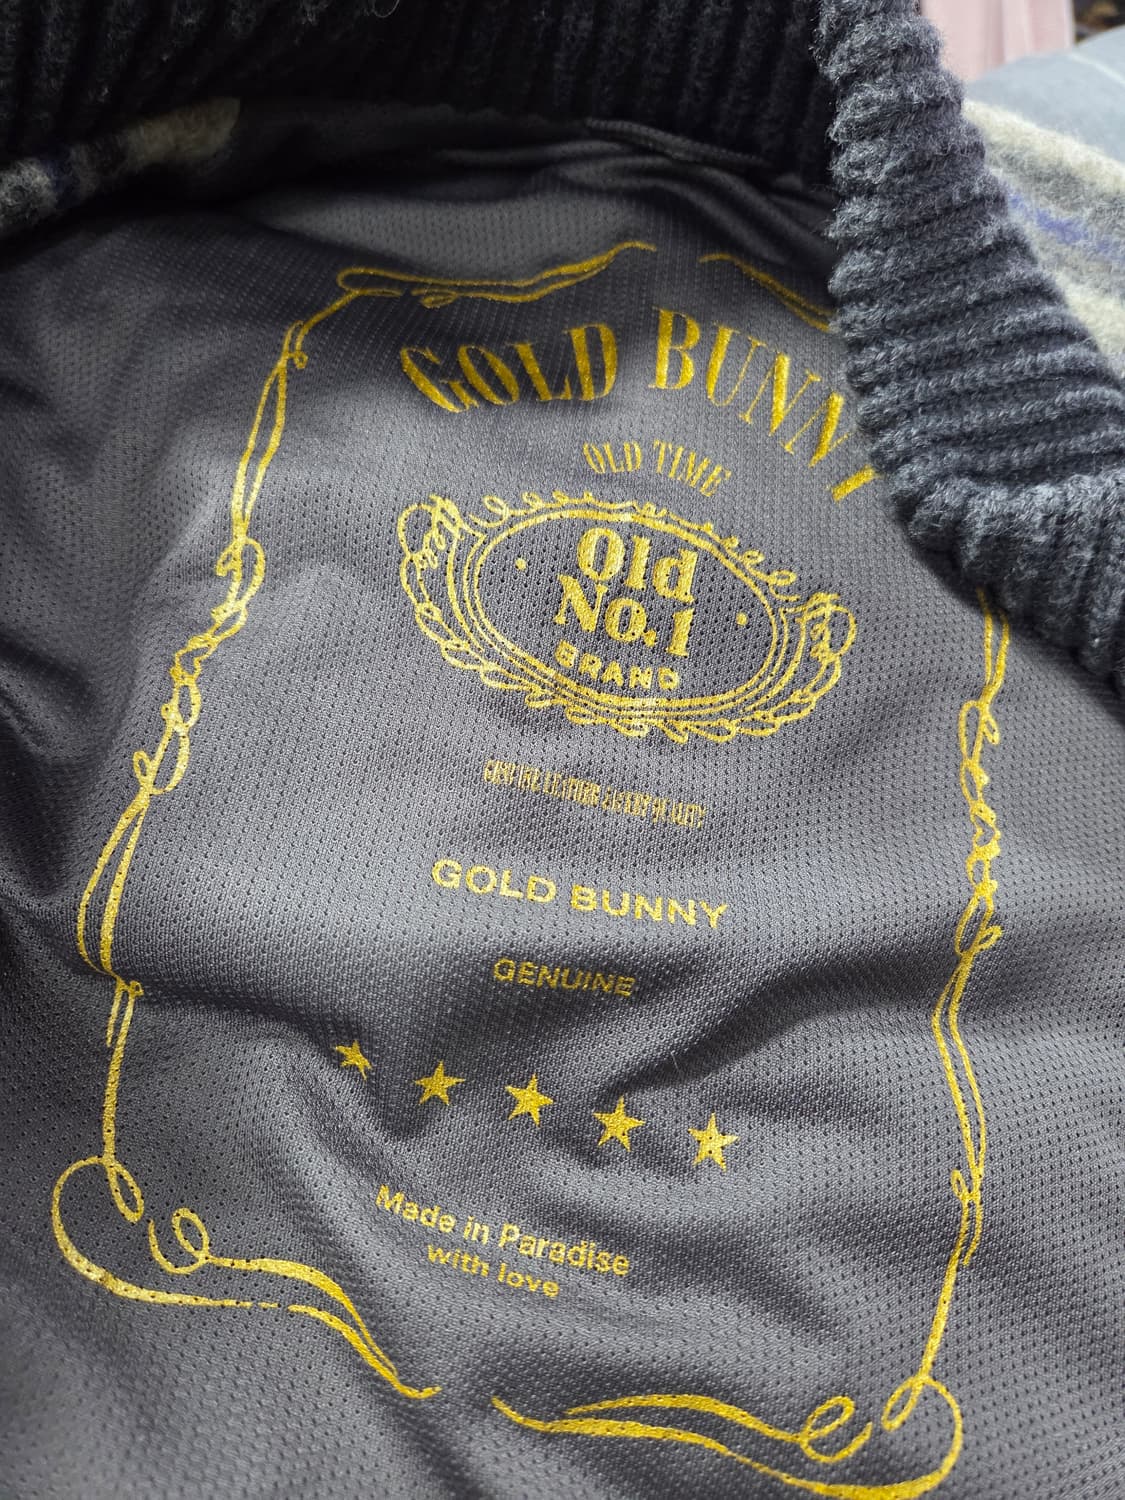 GOLD BUNNY
OLD TIME
Old
No.1
BRAND
GOLD BUNNY
GENUINE
Made in Paradise
with love